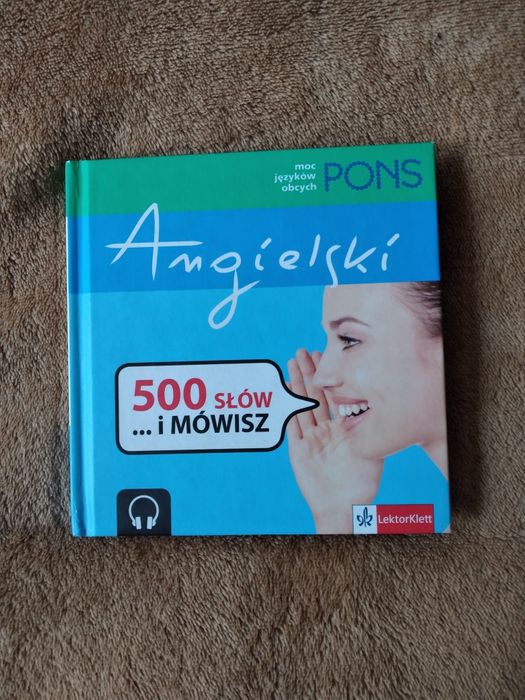 moc
języków
obcych
PONS
Angielski
500 SŁÓW
... i MÓWISZ
LektorKlett